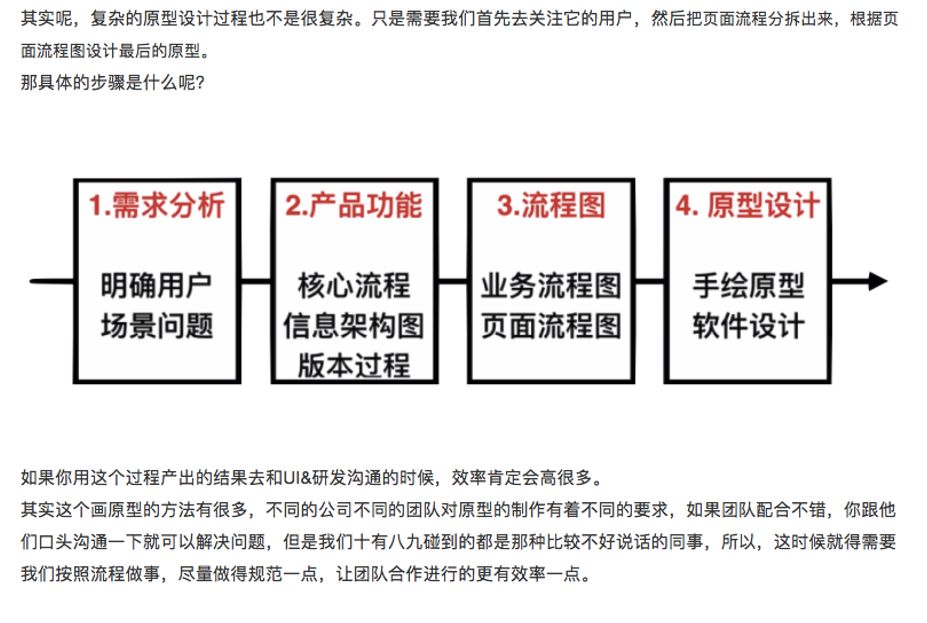 其实呢，复杂的原型设计过程也不是很复杂。只是需要我们首先去关注它的用户，然后把页面流程分拆出来，根据页
面流程图设计最后的原型。
那具体的步骤是什么呢？
1.需求分析
明确用户
场景问题
2.产品功能
核心流程
信息架构图
版本过程
3.流程图
业务流程图
页面流程图
4. 原型设计
手绘原型
软件设计
如果你用这个过程产出的结果去和UI&研发沟通的时候，效率肯定会高很多。
其实这个画原型的方法有很多，不同的公司不同的团队对原型的制作有着不同的要求，如果团队配合不错，你跟他
们口头沟通一下就可以解决问题，但是我们十有八九碰到的都是那种比较不好说话的同事，所以，这时候就得需要
我们按照流程做事，尽量做得规范一点，让团队合作进行的更有效率一点。